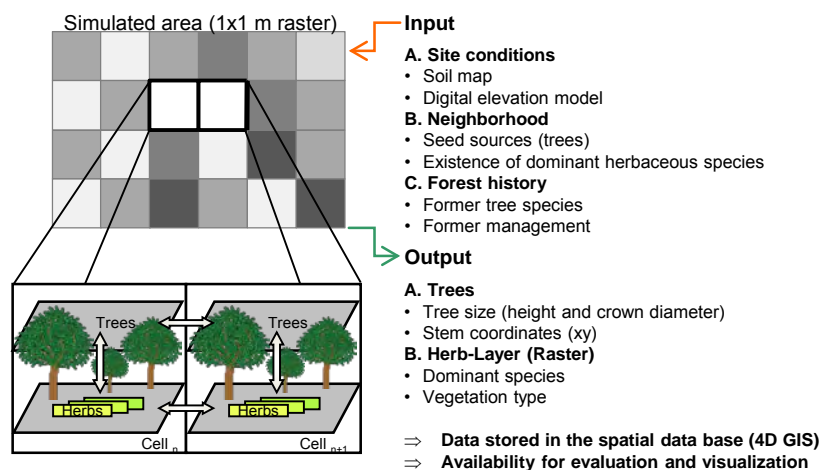 Simulated area (1x1 m raster)
Trees
Trees
Herbs
Herbs
Cell n
Cell n+1
Input
A. Site conditions
• Soil map
• Digital elevation model
B. Neighborhood
• Seed sources (trees)
• Existence of dominant herbaceous species
C. Forest history
• Former tree species
• Former management
Output
A. Trees
• Tree size (height and crown diameter)
• Stem coordinates (xy)
B. Herb-Layer (Raster)
• Dominant species
• Vegetation type
⇒ Data stored in the spatial data base (4D GIS)
⇒ Availability for evaluation and visualization